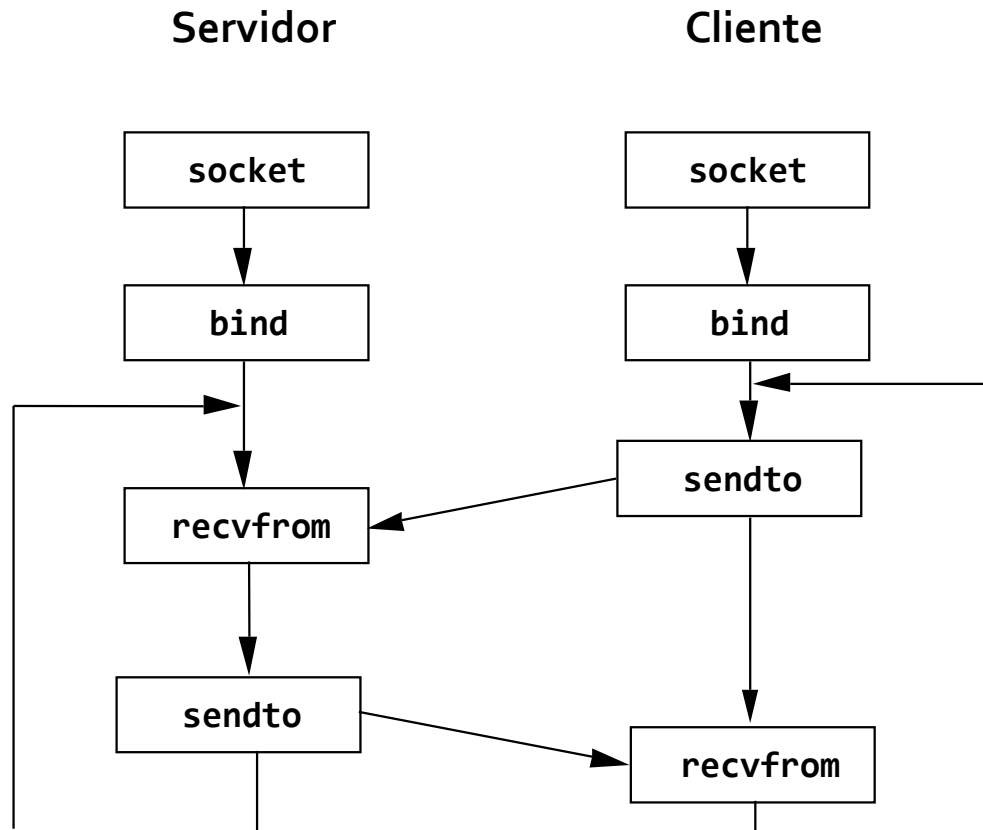 Servidor Cliente
socket socket
bind bind
sendto
recvfrom
sendto
recvfrom